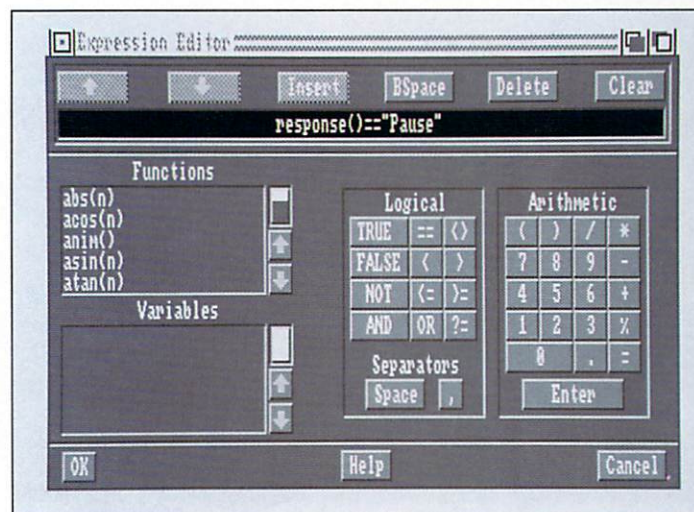 Expression Editor
Insert BSpace Delete Clear
response()=="Pause"
Functions
abs(n)
acos(n)
anim()
asin(n)
atan(n)
Variables
Logical
TRUE == <>
FALSE < >
NOT <= >=
AND OR ?=
Separators
Space ,
Arithmetic
( ) / *
7 8 9 -
4 5 6 +
1 2 3 %
0 . =
Enter
OK Help Cancel